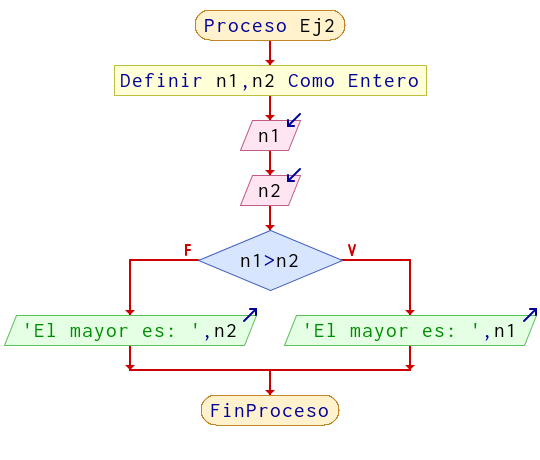 Proceso Ej2
Definir n1,n2 Como Entero
n1
n2
n1>n2
F
V
'El mayor es: ',n2
'El mayor es: ',n1
FinProceso